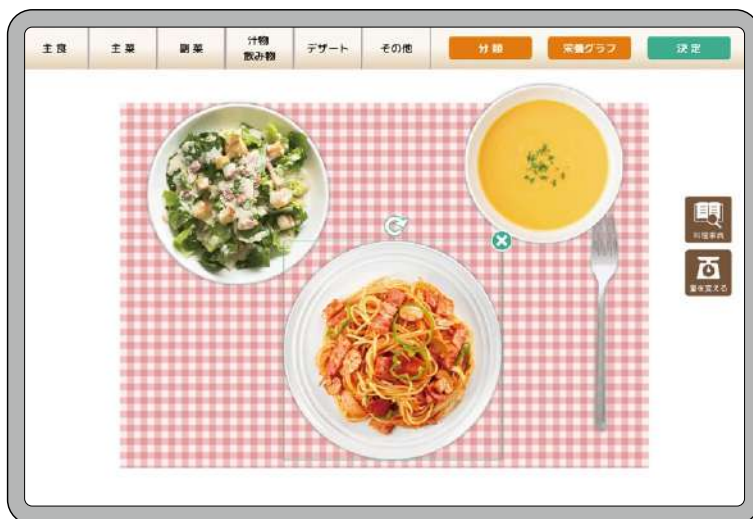 主食
主菜
副菜
汁物
飲み物
デザート
その他
分類
栄養グラフ
決定
料理事典
量を変える